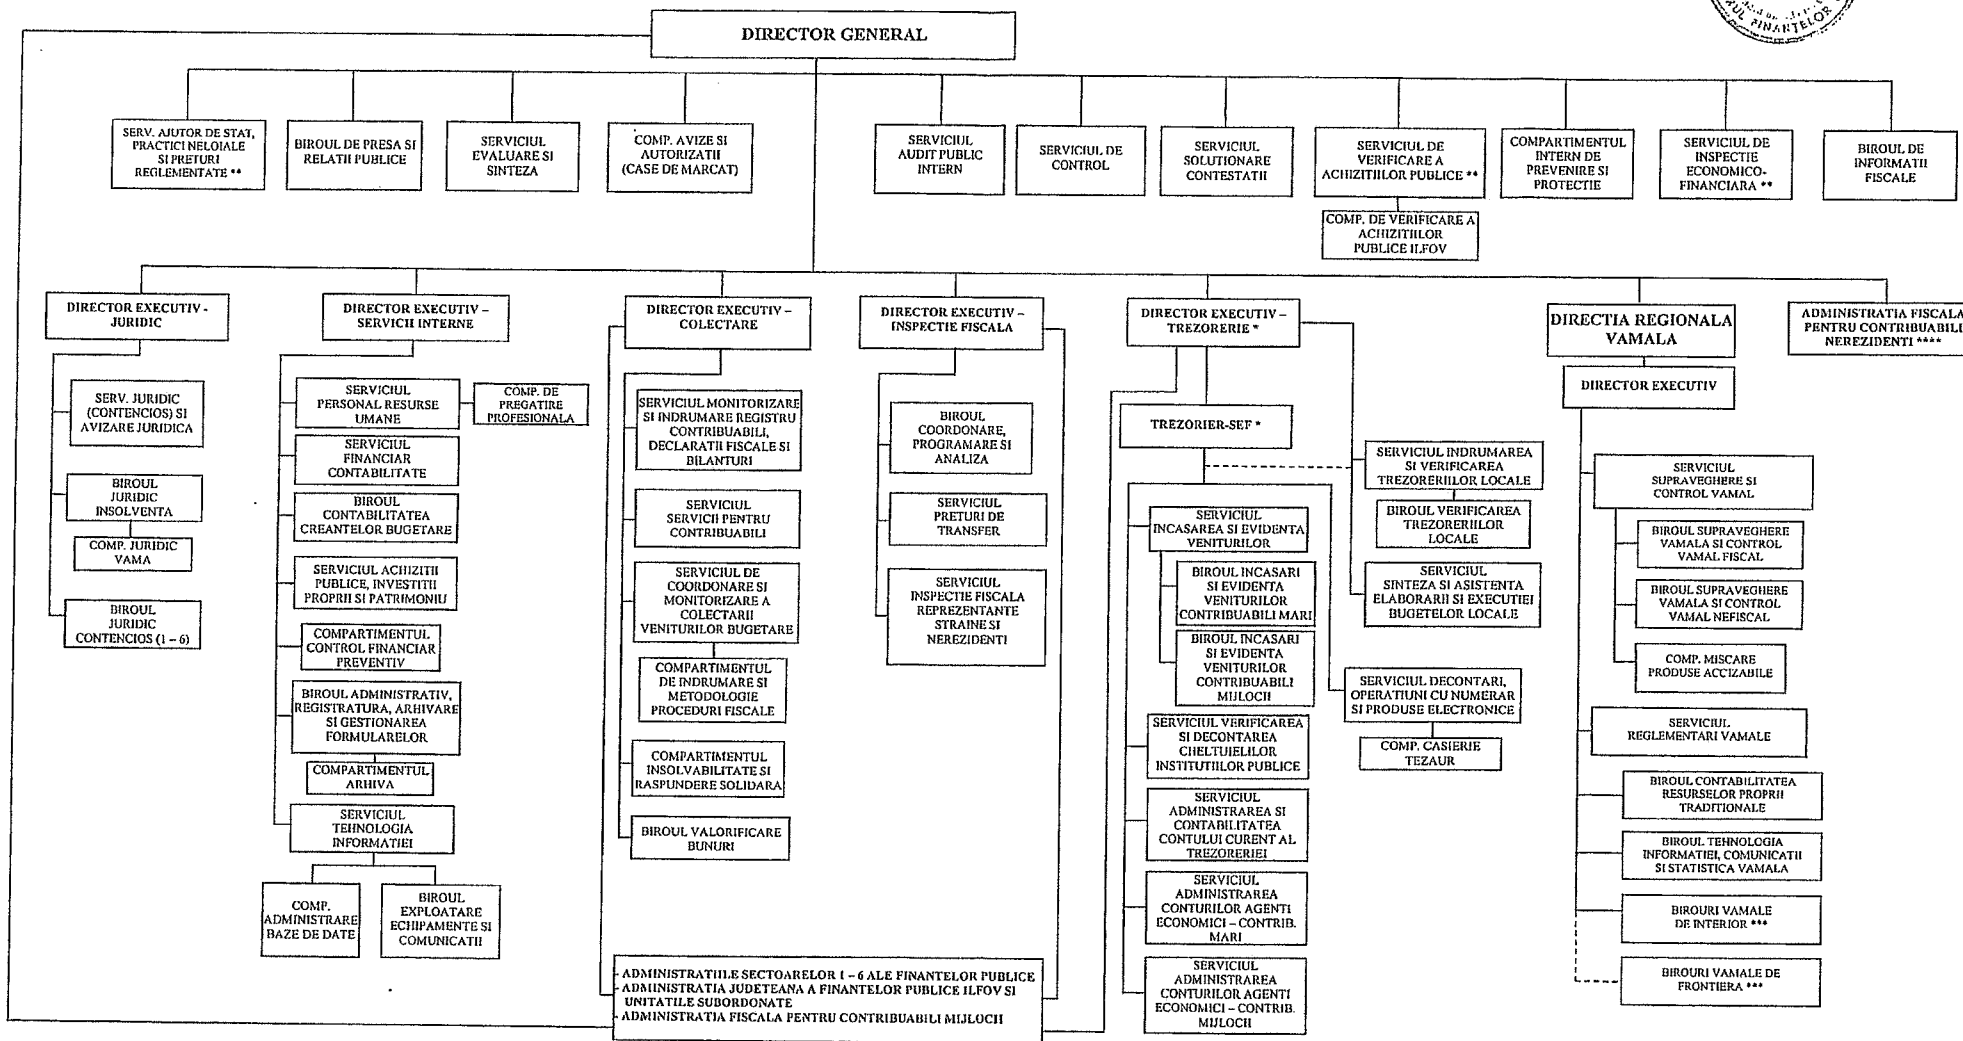 RUL FINANŢELOR
DIRECTOR GENERAL
SERV. AJUTOR DE STAT,
PRACTICI NELOIALE
SI PRETURI
REGLEMENTATE **
BIROUL DE PRESA SI
RELATII PUBLICE
SERVICIUL
EVALUARE SI
SINTEZA
COMP. AVIZE SI
AUTORIZATII
(CASE DE MARCAT)
SERVICIUL
AUDIT PUBLIC
INTERN
SERVICIUL DE
CONTROL
SERVICIUL
SOLUTIONARE
CONTESTATII
SERVICIUL DE
VERIFICARE A
ACHIZITIILOR PUBLICE **
COMPARTIMENTUL
INTERN DE
PREVENIRE SI
PROTECTIE
SERVICIUL DE
INSPECTIE
ECONOMICO-
FINANCIARA **
BIROUL DE
INFORMATII
FISCALE
COMP. DE VERIFICARE A
ACHIZITIILOR
PUBLICE ILFOV
DIRECTOR EXECUTIV -
JURIDIC
SERV. JURIDIC
(CONTENCIOS) SI
AVIZARE JURIDICA
BIROUL
JURIDIC
INSOLVENTA
COMP. JURIDIC
VAMA
BIROUL
JURIDIC
CONTENCIOS (1 – 6)
DIRECTOR EXECUTIV –
SERVICII INTERNE
SERVICIUL
PERSONAL RESURSE
UMANE
COMP. DE
PREGATIRE
PROFESIONALA
SERVICIUL
FINANCIAR
CONTABILITATE
BIROUL
CONTABILITATEA
CREANTELOR BUGETARE
SERVICIUL ACHIZITII
PUBLICE, INVESTITII
PROPRII SI PATRIMONIU
COMPARTIMENTUL
CONTROL FINANCIAR
PREVENTIV
BIROUL ADMINISTRATIV,
REGISTRATURA, ARHIVARE
SI GESTIONAREA
FORMULARELOR
COMPARTIMENTUL
ARHIVA
SERVICIUL
TEHNOLOGIA
INFORMATIEI
COMP.
ADMINISTRARE
BAZE DE DATE
BIROUL
EXPLOATARE
ECHIPAMENTE SI
COMUNICATII
DIRECTOR EXECUTIV –
COLECTARE
SERVICIUL MONITORIZARE
SI INDRUMARE REGISTRU
CONTRIBUABILI,
DECLARATII FISCALE SI
BILANTURI
SERVICIUL
SERVICII PENTRU
CONTRIBUABILI
SERVICIUL DE
COORDONARE SI
MONITORIZARE A
COLECTARII
VENITURILOR BUGETARE
COMPARTIMENTUL
DE INDRUMARE SI
METODOLOGIE
PROCEDURI FISCALE
COMPARTIMENTUL
INSOLVABILITATE SI
RASPUNDERE SOLIDARA
BIROUL VALORIFICARE
BUNURI
DIRECTOR EXECUTIV –
INSPECTIE FISCALA
BIROUL
COORDONARE,
PROGRAMARE SI
ANALIZA
SERVICIUL
PRETURI DE
TRANSFER
SERVICIUL
INSPECTIE FISCALA
REPREZENTANTE
STRAINE SI
NEREZIDENTI
- ADMINISTRATIILE SECTOARELOR 1 – 6 ALE FINANTELOR PUBLICE
- ADMINISTRATIA JUDETEANA A FINANTELOR PUBLICE ILFOV SI
UNITATILE SUBORDONATE
- ADMINISTRATIA FISCALA PENTRU CONTRIBUABILI MIJLOCII
DIRECTOR EXECUTIV –
TREZORERIE *
TREZORIER-SEF *
SERVICIUL
INCASAREA SI EVIDENTA
VENITURILOR
BIROUL INCASARI
SI EVIDENTA
VENITURILOR
CONTRIBUABILI MARI
BIROUL INCASARI
SI EVIDENTA
VENITURILOR
CONTRIBUABILI
MIJLOCII
SERVICIUL VERIFICAREA
SI DECONTAREA
CHELTUIELILOR
INSTITUTIILOR PUBLICE
SERVICIUL
ADMINISTRAREA SI
CONTABILITATEA
CONTULUI CURENT AL
TREZORERIEI
SERVICIUL
ADMINISTRAREA
CONTURILOR AGENTI
ECONOMICI – CONTRIB.
MARI
SERVICIUL
ADMINISTRAREA
CONTURILOR AGENTI
ECONOMICI – CONTRIB.
MIJLOCII
SERVICIUL INDRUMAREA
SI VERIFICAREA
TREZORERIILOR LOCALE
BIROUL VERIFICAREA
TREZORERIILOR
LOCALE
SERVICIUL
SINTEZA SI ASISTENTA
ELABORARII SI EXECUTIEI
BUGETELOR LOCALE
SERVICIUL DECONTARI,
OPERATIUNI CU NUMERAR
SI PRODUSE ELECTRONICE
COMP. CASIERIE
TEZAUR
DIRECTIA REGIONALA
VAMALA
DIRECTOR EXECUTIV
SERVICIUL
SUPRAVEGHERE SI
CONTROL VAMAL
BIROUL SUPRAVEGHERE
VAMALA SI CONTROL
VAMAL FISCAL
BIROUL SUPRAVEGHERE
VAMALA SI CONTROL
VAMAL NEFISCAL
COMP. MISCARE
PRODUSE ACCIZABILE
SERVICIUL
REGLEMENTARI VAMALE
BIROUL CONTABILITATEA
RESURSELOR PROPRII
TRADITIONALE
BIROUL TEHNOLOGIA
INFORMATIEI, COMUNICATII
SI STATISTICA VAMALA
BIROURI VAMALE
DE INTERIOR ***
BIROURI VAMALE DE
FRONTIERA ***
ADMINISTRATIA FISCALA
PENTRU CONTRIBUABILI
NEREZIDENTI ****